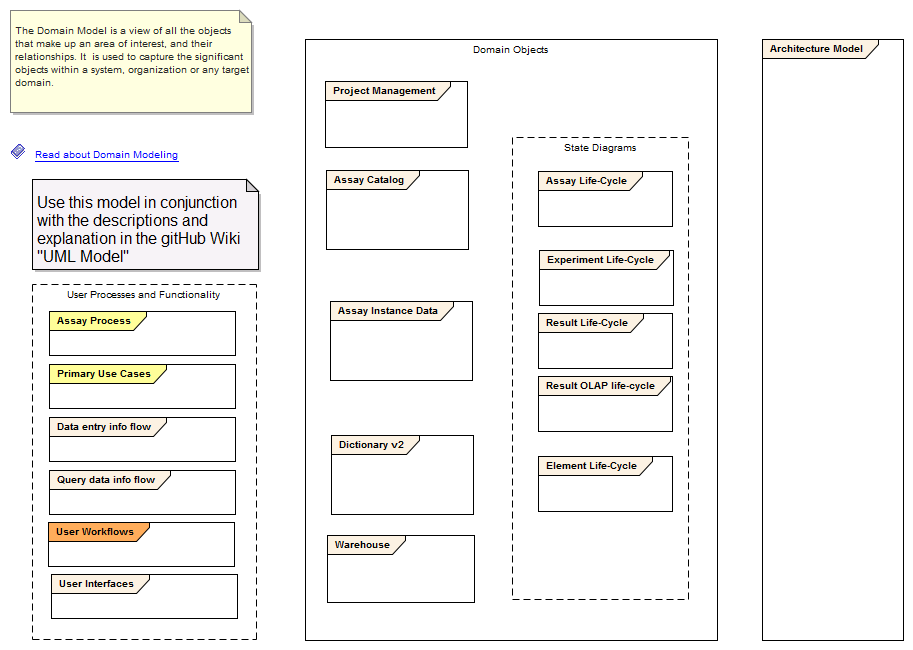 The Domain Model is a view of all the objects
that make up an area of interest, and their
relationships. It is used to capture the significant
objects within a system, organization or any target
domain.
Read about Domain Modeling
Use this model in conjunction
with the descriptions and
explanation in the gitHub Wiki
"UML Model"
User Processes and Functionality
Assay Process
Primary Use Cases
Data entry info flow
Query data info flow
User Workflows
User Interfaces
Domain Objects
Project Management
Assay Catalog
Assay Instance Data
Dictionary v2
Warehouse
State Diagrams
Assay Life-Cycle
Experiment Life-Cycle
Result Life-Cycle
Result OLAP life-cycle
Element Life-Cycle
Architecture Model